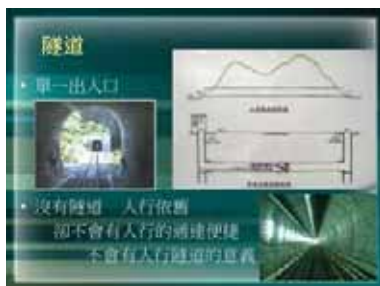 隧道
• 單一出入口
• 沒有隧道　人行依舊
卻不會有人行的過達便捷
不會有人行隧道的意義